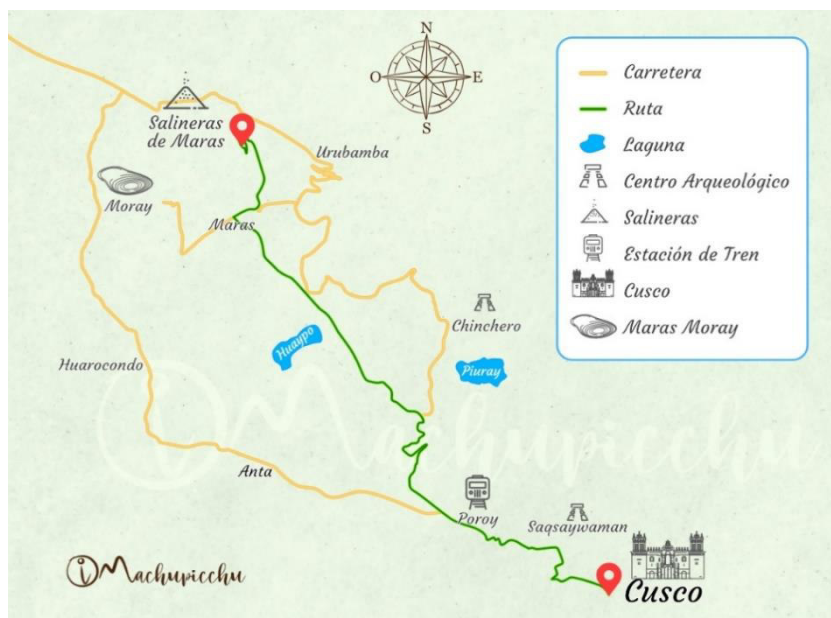 N
O
E
S
Carretera
Ruta
Laguna
Centro Arqueológico
Salineras
Estación de Tren
Cusco
Maras Moray
Salineras
de Maras
Urubamba
Moray
Maras
Chinchero
Huaypo
Piuray
Huarocondo
i Machupicchu
Anta
Poroy
Saqsaywaman
Cusco
i Machupicchu